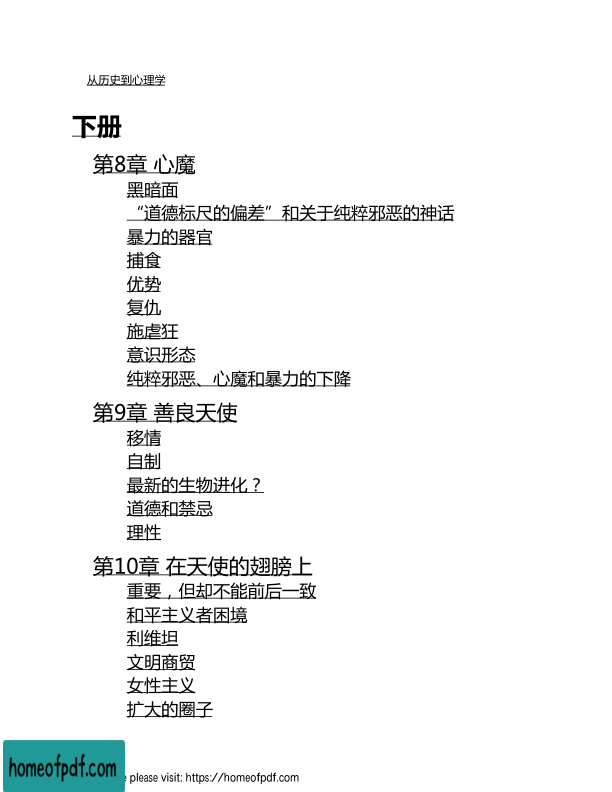 从历史到心理学
下册
第8章 心魔
黑暗面
“道德标尺的偏差”和关于纯粹邪恶的神话
暴力的器官
捕食
优势
复仇
施虐狂
意识形态
纯粹邪恶、心魔和暴力的下降
第9章 善良天使
移情
自制
最新的生物进化？
道德和禁忌
理性
第10章 在天使的翅膀上
重要，但却不能前后一致
和平主义者困境
利维坦
文明商贸
女性主义
扩大的圈子
homeofpdf.com
please visit: https://homeofpdf.com